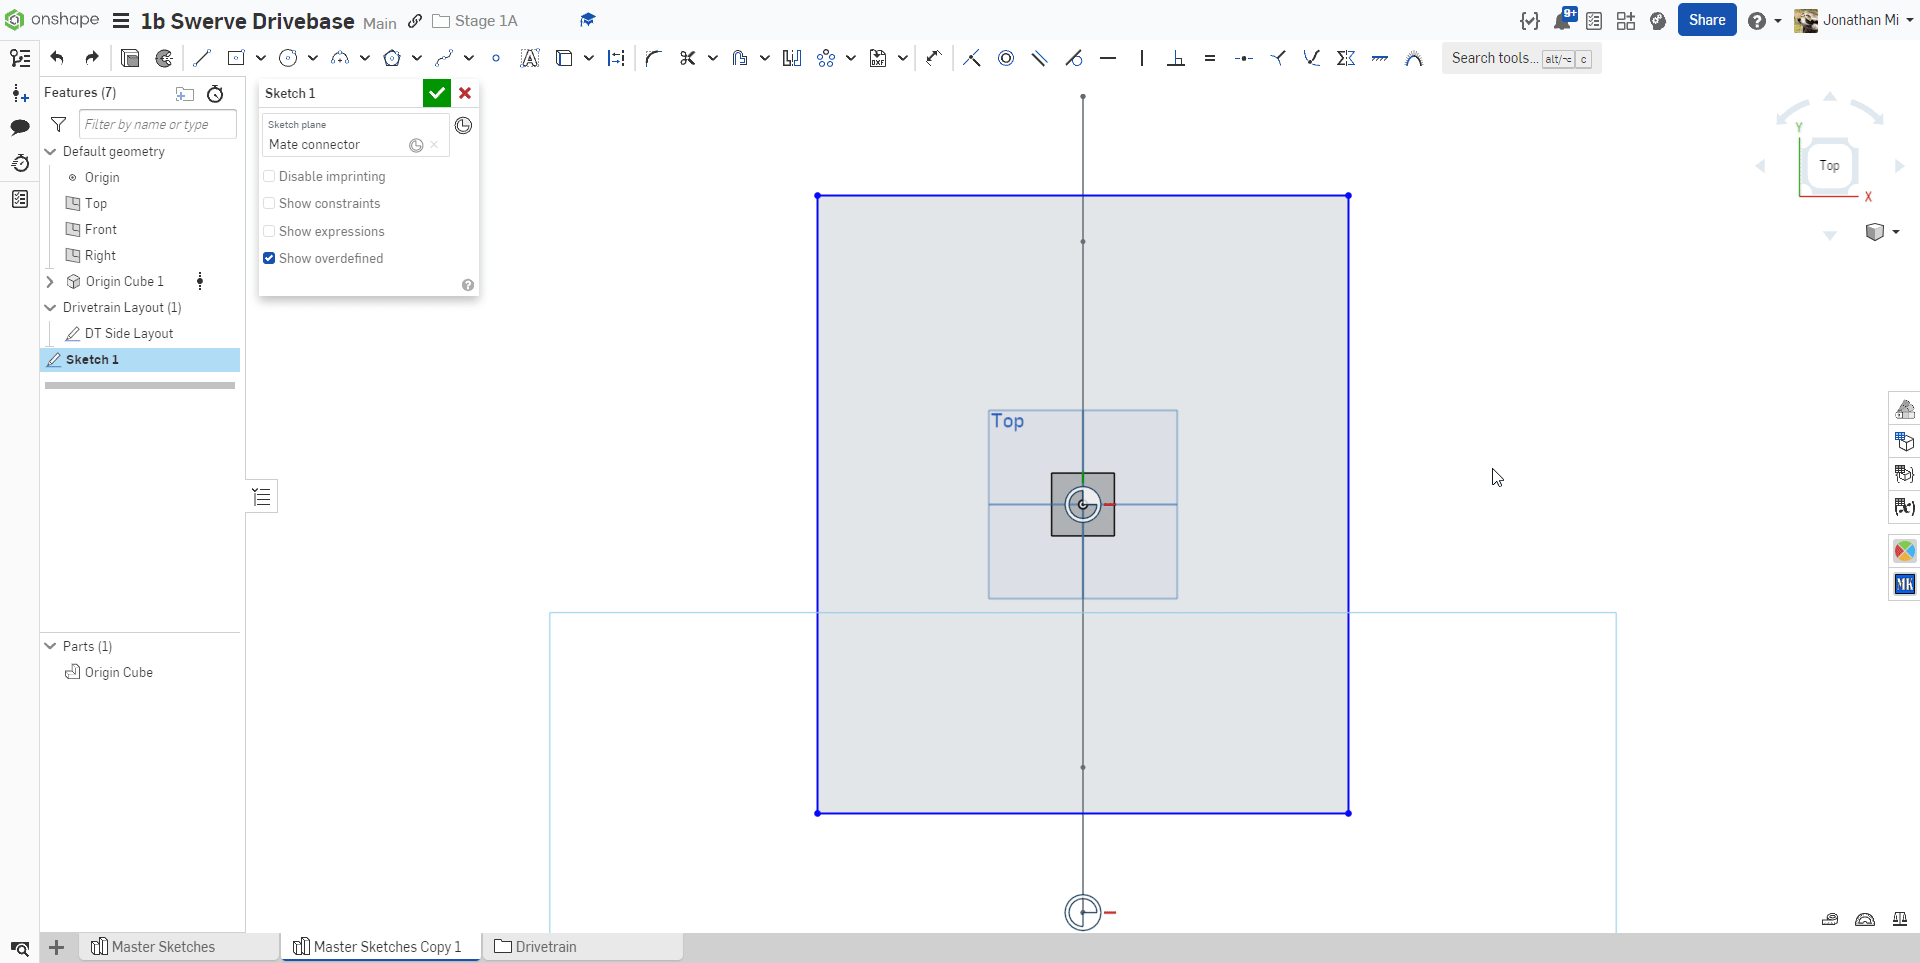 onshape
1b Swerve Drivebase Main Stage 1A
9+
Share
Jonathan Mi
Search tools... alt/⌥ c
Features (7)
Filter by name or type
Default geometry
Origin
Top
Front
Right
Origin Cube 1
Drivetrain Layout (1)
DT Side Layout
Sketch 1
Parts (1)
Origin Cube
Sketch 1
Sketch plane
Mate connector
Disable imprinting
Show constraints
Show expressions
Show overdefined
Top
Y
Top
X
DXF
(x)
MK
Master Sketches
Master Sketches Copy 1
Drivetrain